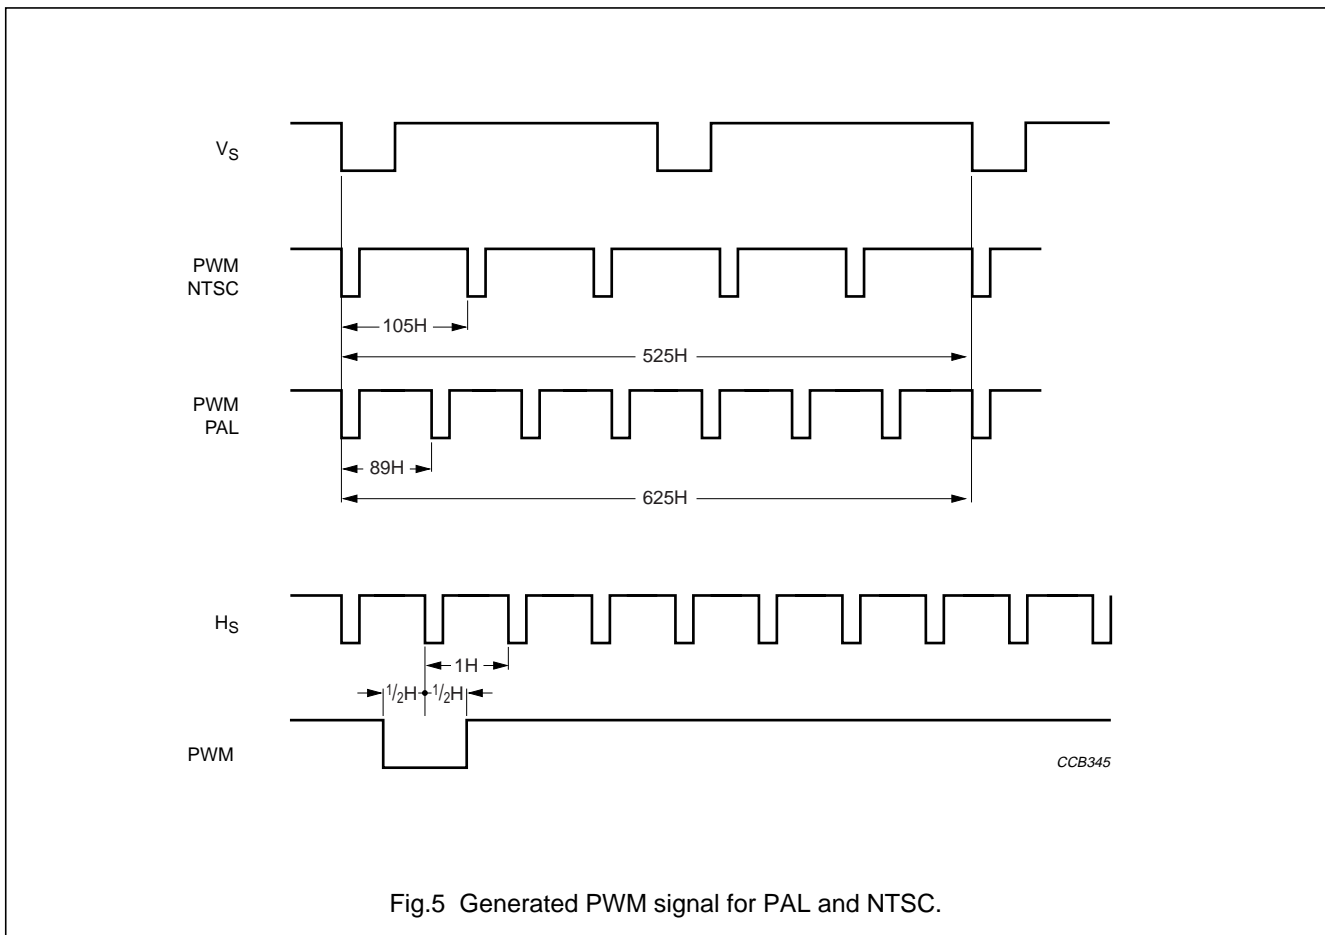 VS
PWM
NTSC
105H
525H
PWM
PAL
89H
625H
HS
1H
1/2H 1/2H
PWM
CCB345
Fig.5 Generated PWM signal for PAL and NTSC.